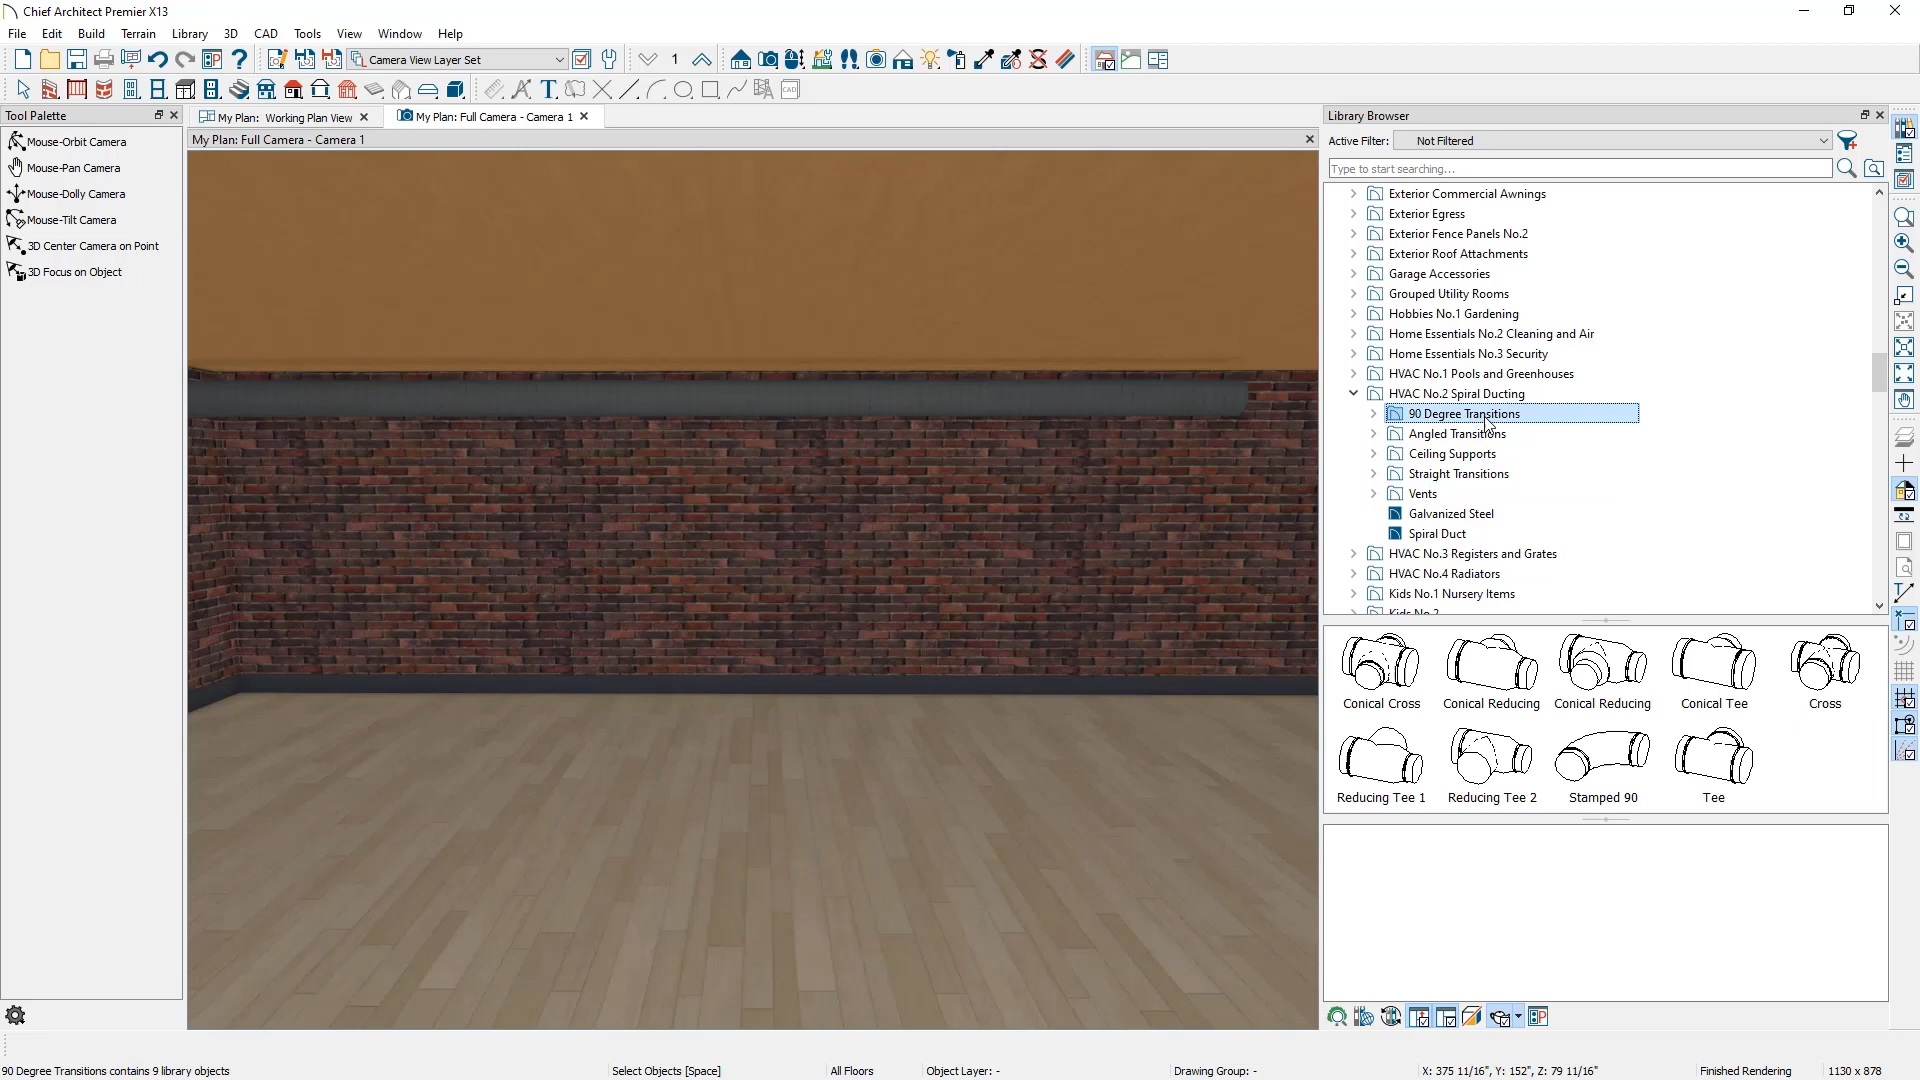 Chief Architect Premier X13
File Edit Build Terrain Library 3D CAD Tools View Window Help
Camera View Layer Set 1
Tool Palette
Mouse-Orbit Camera
Mouse-Pan Camera
Mouse-Dolly Camera
Mouse-Tilt Camera
3D Center Camera on Point
3D Focus on Object
My Plan: Working Plan View
My Plan: Full Camera - Camera 1
My Plan: Full Camera - Camera 1
Library Browser
Active Filter: Not Filtered
Type to start searching...
Exterior Commercial Awnings
Exterior Egress
Exterior Fence Panels No.2
Exterior Roof Attachments
Garage Accessories
Grouped Utility Rooms
Hobbies No.1 Gardening
Home Essentials No.2 Cleaning and Air
Home Essentials No.3 Security
HVAC No.1 Pools and Greenhouses
HVAC No.2 Spiral Ducting
90 Degree Transitions
Angled Transitions
Ceiling Supports
Straight Transitions
Vents
Galvanized Steel
Spiral Duct
HVAC No.3 Registers and Grates
HVAC No.4 Radiators
Kids No.1 Nursery Items
Kids No.2
Conical Cross
Conical Reducing
Conical Reducing
Conical Tee
Cross
Reducing Tee 1
Reducing Tee 2
Stamped 90
Tee
90 Degree Transitions contains 9 library objects
Select Objects [Space]
All Floors
Object Layer: -
Drawing Group: -
X: 375 11/16", Y: 152", Z: 79 11/16"
Finished Rendering
1130 x 878